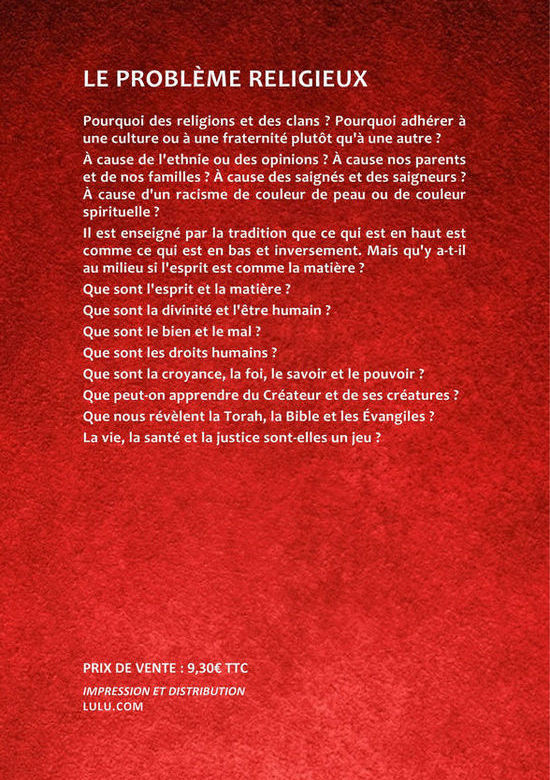 LE PROBLÈME RELIGIEUX
Pourquoi des religions et des clans ? Pourquoi adhérer à
une culture ou à une fraternité plutôt qu'à une autre ?
À cause de l'ethnie ou des opinions ? À cause nos parents
et de nos familles ? À cause des saignés et des saigneurs ?
À cause d'un racisme de couleur de peau ou de couleur
spirituelle ?
Il est enseigné par la tradition que ce qui est en haut est
comme ce qui est en bas et inversement. Mais qu'y a-t-il
au milieu si l'esprit est comme la matière ?
Que sont l'esprit et la matière ?
Que sont la divinité et l'être humain ?
Que sont le bien et le mal ?
Que sont les droits humains ?
Que sont la croyance, la foi, le savoir et le pouvoir ?
Que peut-on apprendre du Créateur et de ses créatures ?
Que nous révèlent la Torah, la Bible et les Évangiles ?
La vie, la santé et la justice sont-elles un jeu ?
PRIX DE VENTE : 9,30€ TTC
IMPRESSION ET DISTRIBUTION
LULU.COM